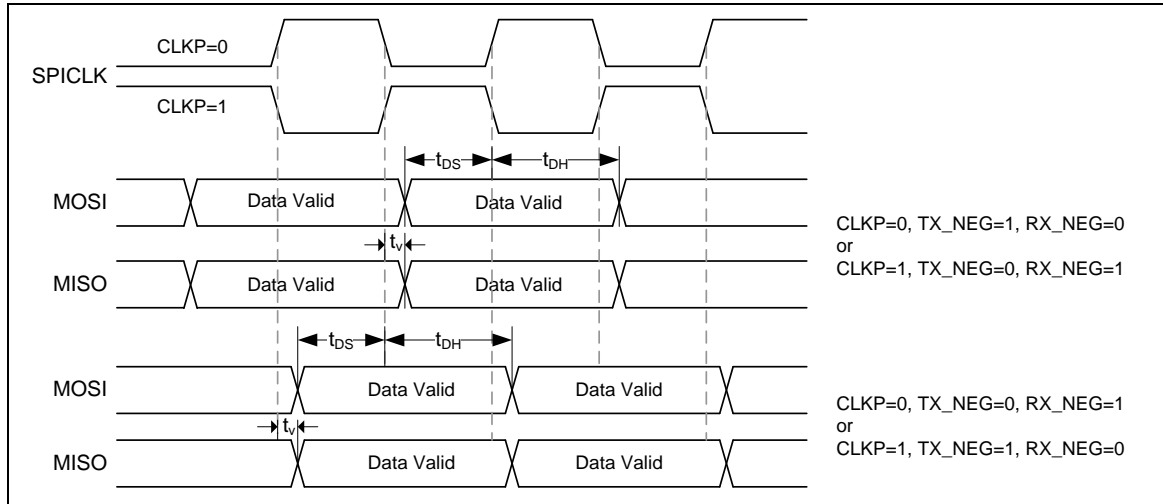 CLKP=0
SPICLK
CLKP=1
tDS
tDH
MOSI
Data Valid
Data Valid
tv
MISO
Data Valid
Data Valid
CLKP=0, TX_NEG=1, RX_NEG=0
or
CLKP=1, TX_NEG=0, RX_NEG=1
tDS
tDH
MOSI
Data Valid
Data Valid
tv
MISO
Data Valid
Data Valid
CLKP=0, TX_NEG=0, RX_NEG=1
or
CLKP=1, TX_NEG=1, RX_NEG=0